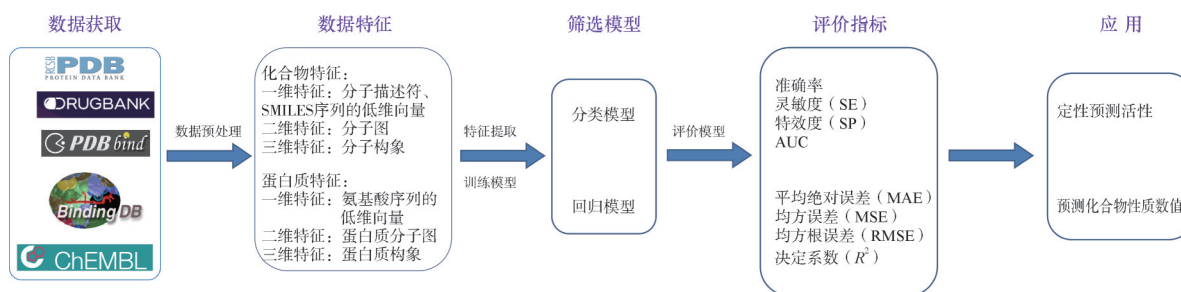 数据获取
RCSB PDB
PROTEIN DATA BANK
DRUGBANK
PDBbind
BindingDB
ChEMBL
数据预处理
数据特征
化合物特征：
一维特征：分子描述符、
SMILES序列的低维向量
二维特征：分子图
三维特征：分子构象
蛋白质特征：
一维特征：氨基酸序列的
低维向量
二维特征：蛋白质分子图
三维特征：蛋白质构象
特征提取
训练模型
筛选模型
分类模型
回归模型
评价模型
评价指标
准确率
灵敏度（SE）
特效度（SP）
AUC
平均绝对误差（MAE）
均方误差（MSE）
均方根误差（RMSE）
决定系数（R²）
应 用
定性预测活性
预测化合物性质数值